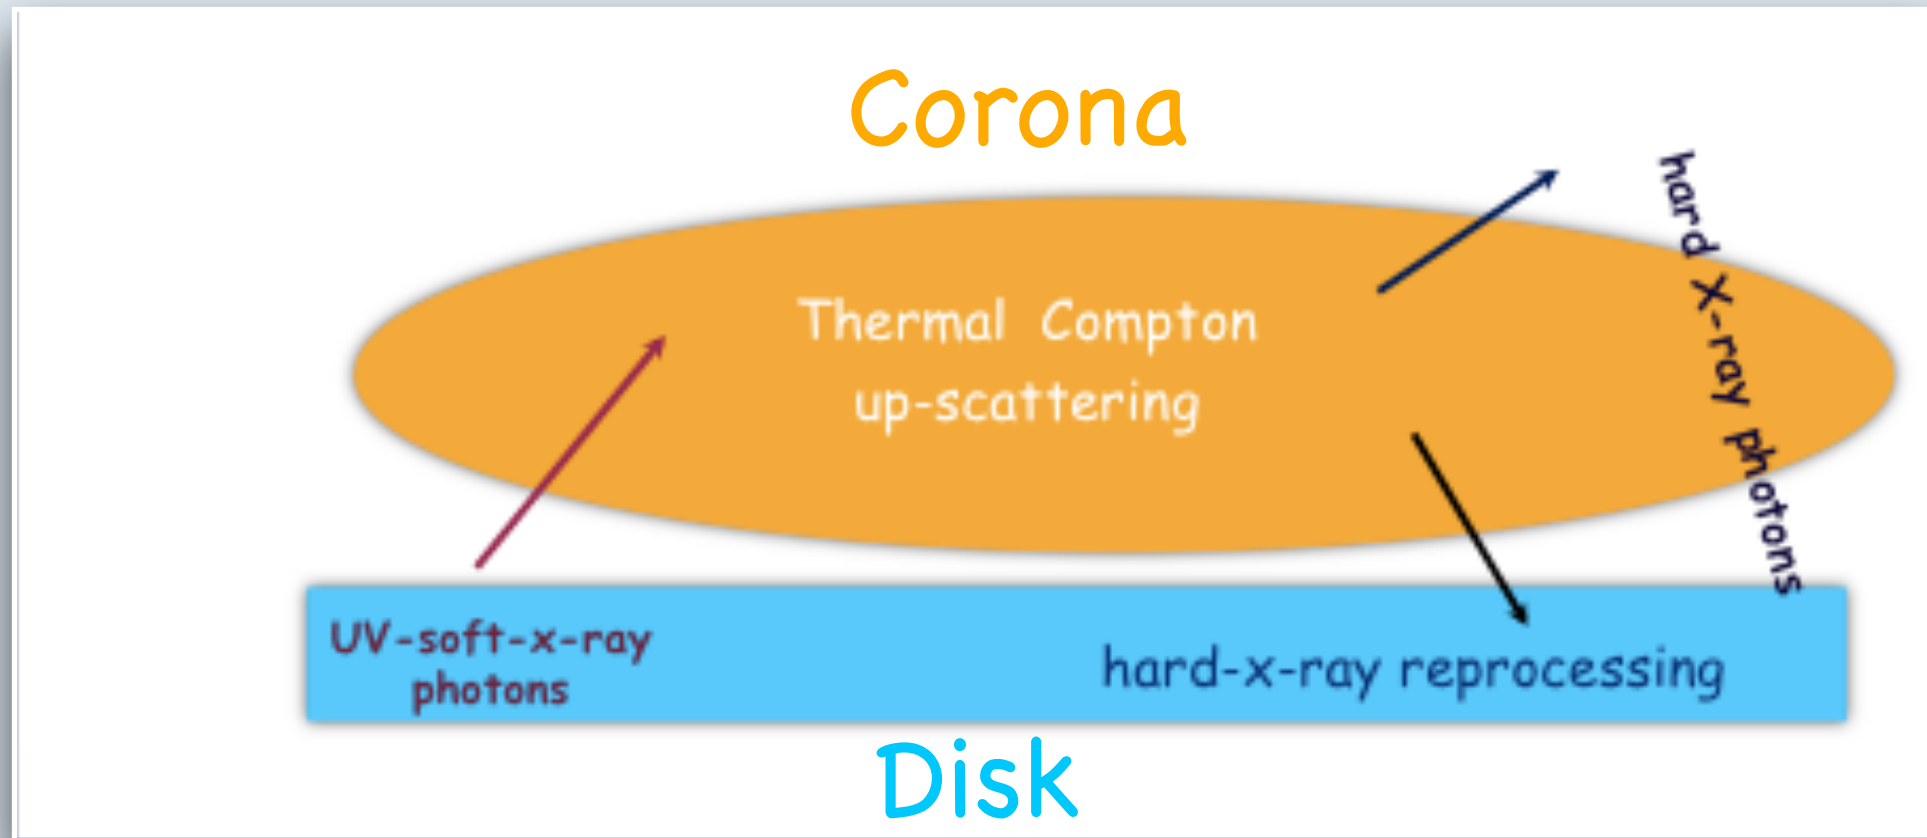 Corona
hard X-ray photons
Thermal Compton
up-scattering
UV-soft-x-ray
photons
hard-x-ray reprocessing
Disk